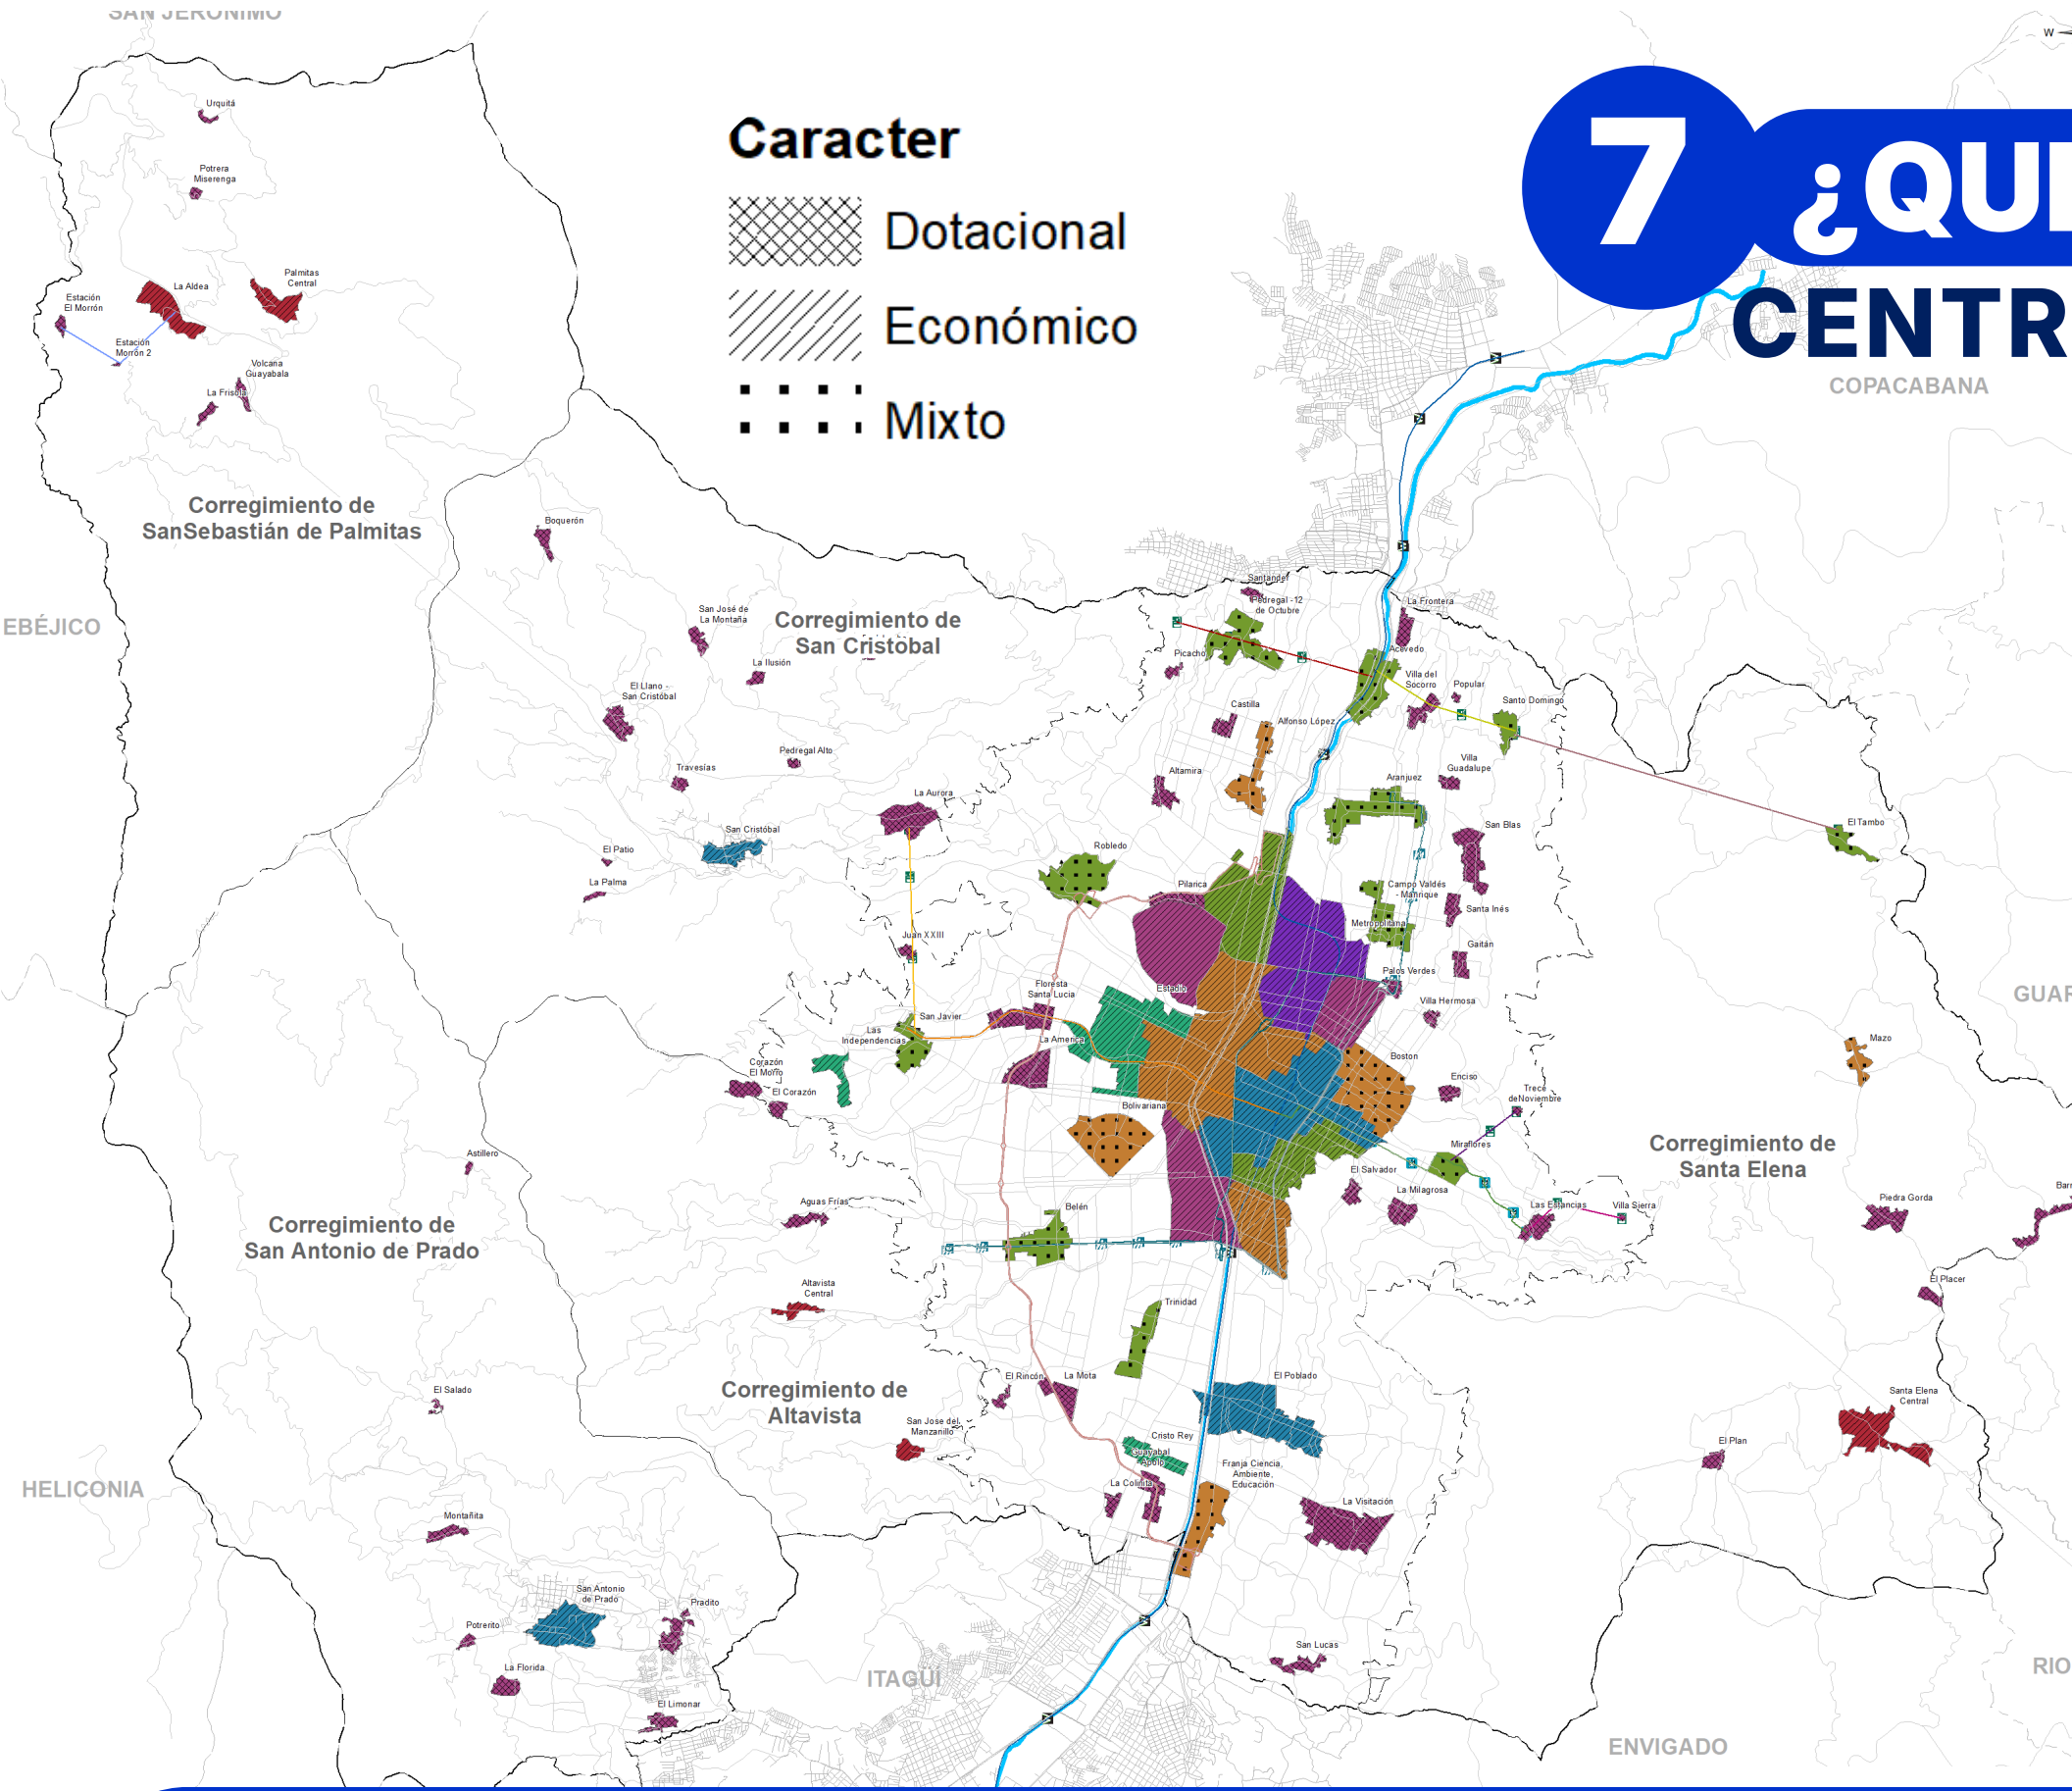 SAN JERÓNIMO
W
7
¿QUE
CENTR
Caracter
Dotacional
Económico
Mixto
COPACABANA
Urquitá
Potrera
Miserenga
La Aldea
Palmitas
Central
Estación
El Morrón
Estación
Morrón 2
Volcana
Guayabala
La Frisola
Corregimiento de
SanSebastián de Palmitas
Boquerón
EBÉJICO
San José de
La Montaña
Corregimiento de
San Cristóbal
La Ilusión
El Llano -
San Cristóbal
Pedregal Alto
Travesías
La Aurora
San Cristóbal
El Patio
La Palma
Santander
Pedregal - 12
de Octubre
La Frontera
Picacho
Acevedo
Villa del
Socorro
Popular
Santo Domingo
Castilla
Alfonso López
Altamira
Villa
Guadalupe
Aranjuez
San Blas
El Tambo
Robledo
Pilarica
Campo Valdés
- Manrique
Santa Inés
Metropolitana
Juan XXIII
Gaitán
Palos Verdes
Floresta
Santa Lucia
Estadio
Villa Hermosa
GUAR
San Javier
Las
Independencias
La America
Mazo
Corazón
El Morro
El Corazón
Boston
Enciso
Trece
deNoviembre
Bolivariana
Miraflores
Corregimiento de
Santa Elena
Astillero
El Salvador
La Milagrosa
Barr
Aguas Frías
Belén
Las Estancias
Villa Sierra
Piedra Gorda
Corregimiento de
San Antonio de Prado
El Placer
Altavista
Central
Trinidad
El Rincón
La Mota
El Poblado
El Salado
Corregimiento de
Altavista
San Jose del
Manzanillo
Santa Elena
Central
El Plan
Cristo Rey
Guayabal
Apolo
La Colinita
Franja Ciencia,
Ambiente,
Educación
HELICONIA
La Visitación
Montañita
San Antonio
de Prado
Pradito
Potrerito
San Lucas
La Florida
ITAGÜÍ
RIO
El Limonar
ENVIGADO